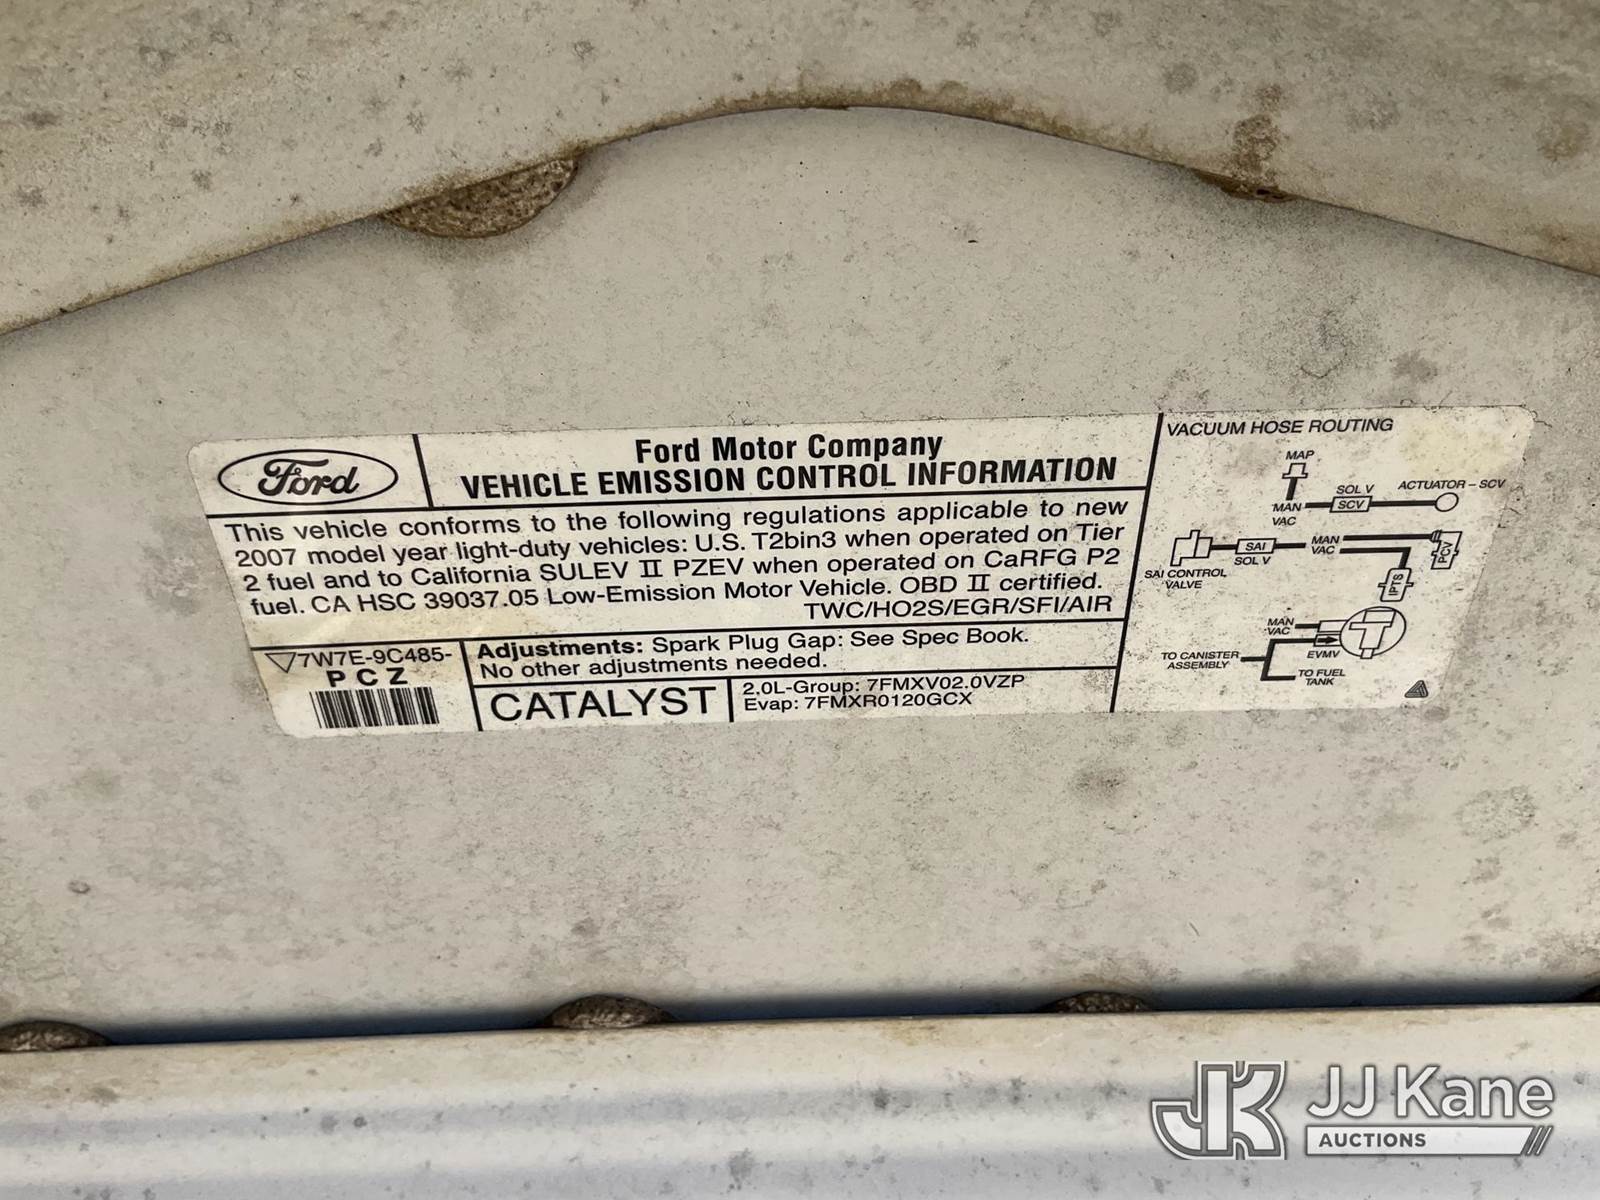 Ford
Ford Motor Company
VEHICLE EMISSION CONTROL INFORMATION
This vehicle conforms to the following regulations applicable to new
2007 model year light-duty vehicles: U.S. T2bin3 when operated on Tier
2 fuel and to California SULEV II PZEV when operated on CaRFG P2
fuel. CA HSC 39037.05 Low-Emission Motor Vehicle. OBD II certified.
TWC/HO2S/EGR/SFI/AIR
7W7E-9C485-
PCZ
Adjustments: Spark Plug Gap: See Spec Book.
No other adjustments needed.
CATALYST
2.0L-Group: 7FMXV02.0VZP
Evap: 7FMXR0120GCX
VACUUM HOSE ROUTING
MAP
MAN
VAC
SOL V
SCV
ACTUATOR – SCV
SAI CONTROL
VALVE
SAI
SOL V
MAN
VAC
PCV
IPTS
MAN
VAC
EVMV
TO CANISTER
ASSEMBLY
TO FUEL
TANK
JK
JJ Kane
AUCTIONS